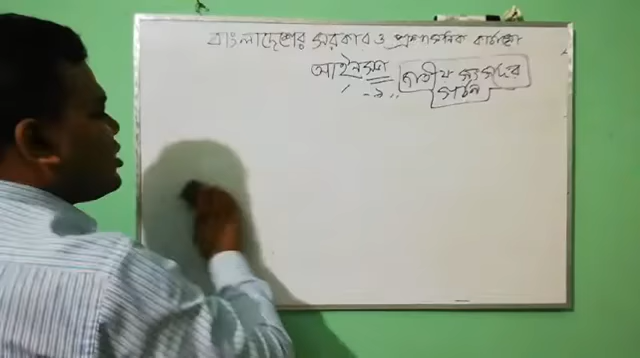 বাংলাদেশের সরকার ও প্রশাসনিক কাঠামো
আইনসভা জাতীয় সংসদের
গঠন